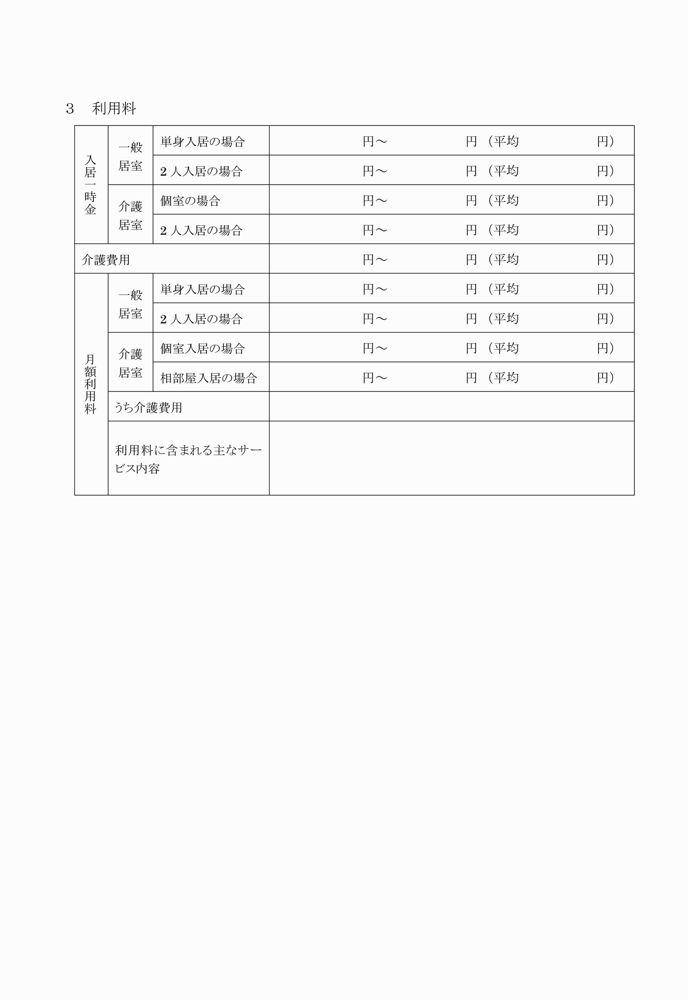 3　利用料
入居一時金
一般
居室
単身入居の場合
円～　円（平均　円）
2人入居の場合
円～　円（平均　円）
介護
居室
個室の場合
円～　円（平均　円）
2人入居の場合
円～　円（平均　円）
介護費用
円～　円（平均　円）
月額利用料
一般
居室
単身入居の場合
円～　円（平均　円）
2人入居の場合
円～　円（平均　円）
介護
居室
個室入居の場合
円～　円（平均　円）
相部屋入居の場合
円～　円（平均　円）
うち介護費用
利用料に含まれる主なサー
ビス内容